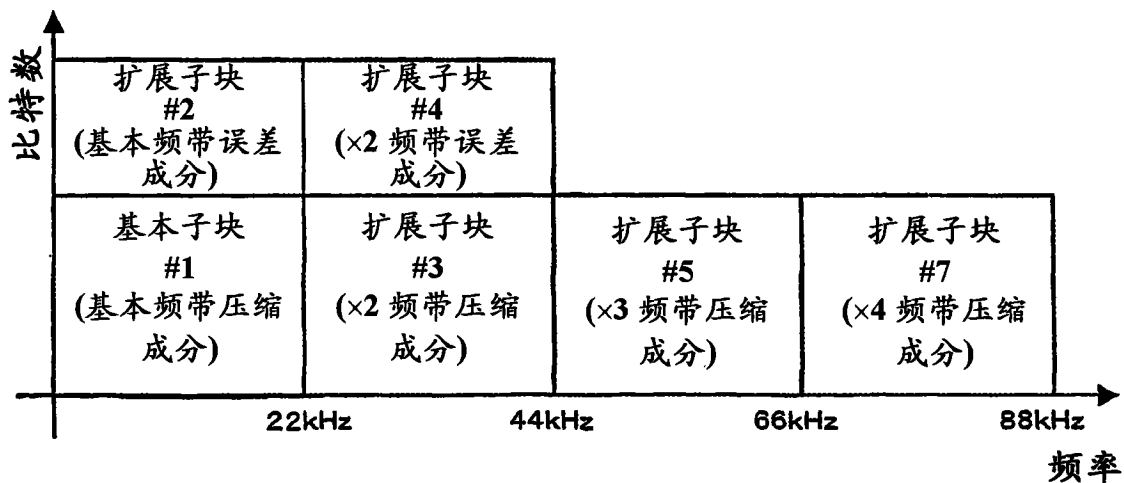 比特数
扩展子块
#2
(基本频带误差
成分)
扩展子块
#4
(×2 频带误差
成分)
基本子块
#1
(基本频带压缩
成分)
扩展子块
#3
(×2 频带压缩
成分)
扩展子块
#5
(×3 频带压缩
成分)
扩展子块
#7
(×4 频带压缩
成分)
22kHz
44kHz
66kHz
88kHz
频率